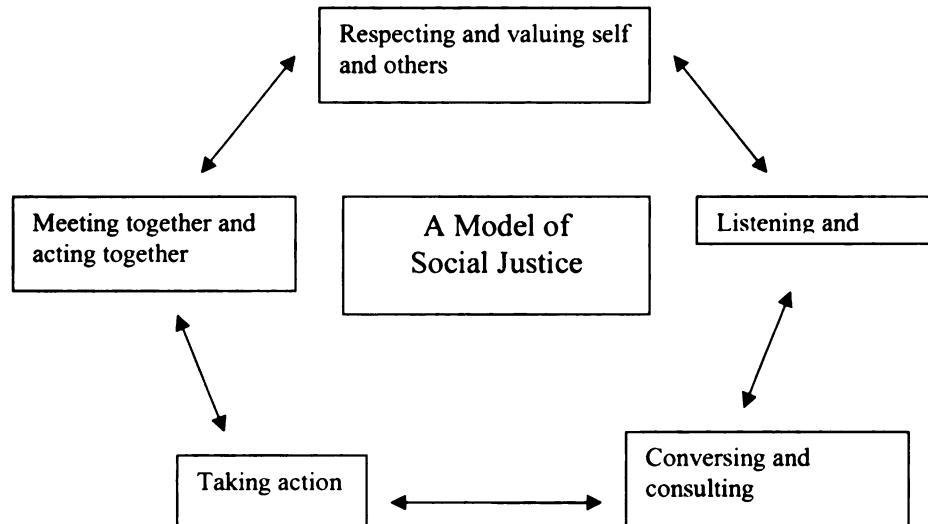 Respecting and valuing self
and others
Meeting together and
acting together
A Model of
Social Justice
Listening and
Taking action
Conversing and
consulting